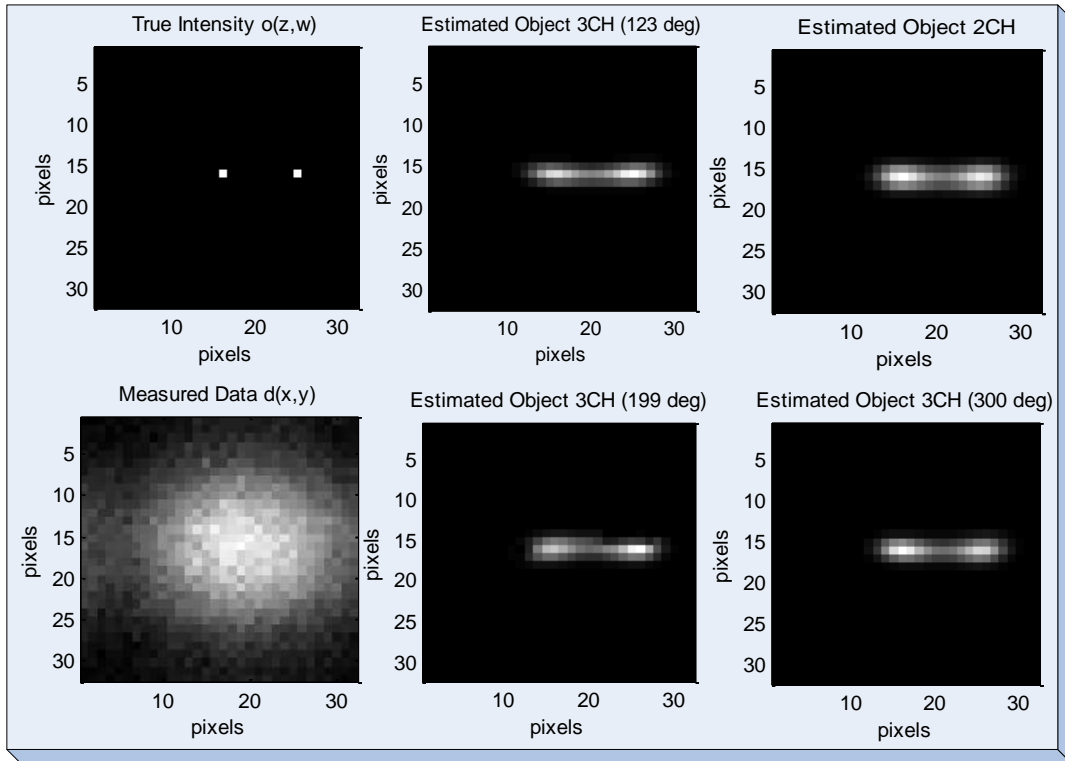 True Intensity o(z,w)
5
10
15
20
25
30
pixels
10 20 30
pixels
Estimated Object 3CH (123 deg)
5
10
15
20
25
30
pixels
10 20 30
pixels
Estimated Object 2CH
5
10
15
20
25
30
pixels
10 20 30
pixels
Measured Data d(x,y)
5
10
15
20
25
30
pixels
10 20 30
pixels
Estimated Object 3CH (199 deg)
5
10
15
20
25
30
pixels
10 20 30
pixels
Estimated Object 3CH (300 deg)
5
10
15
20
25
30
pixels
10 20 30
pixels